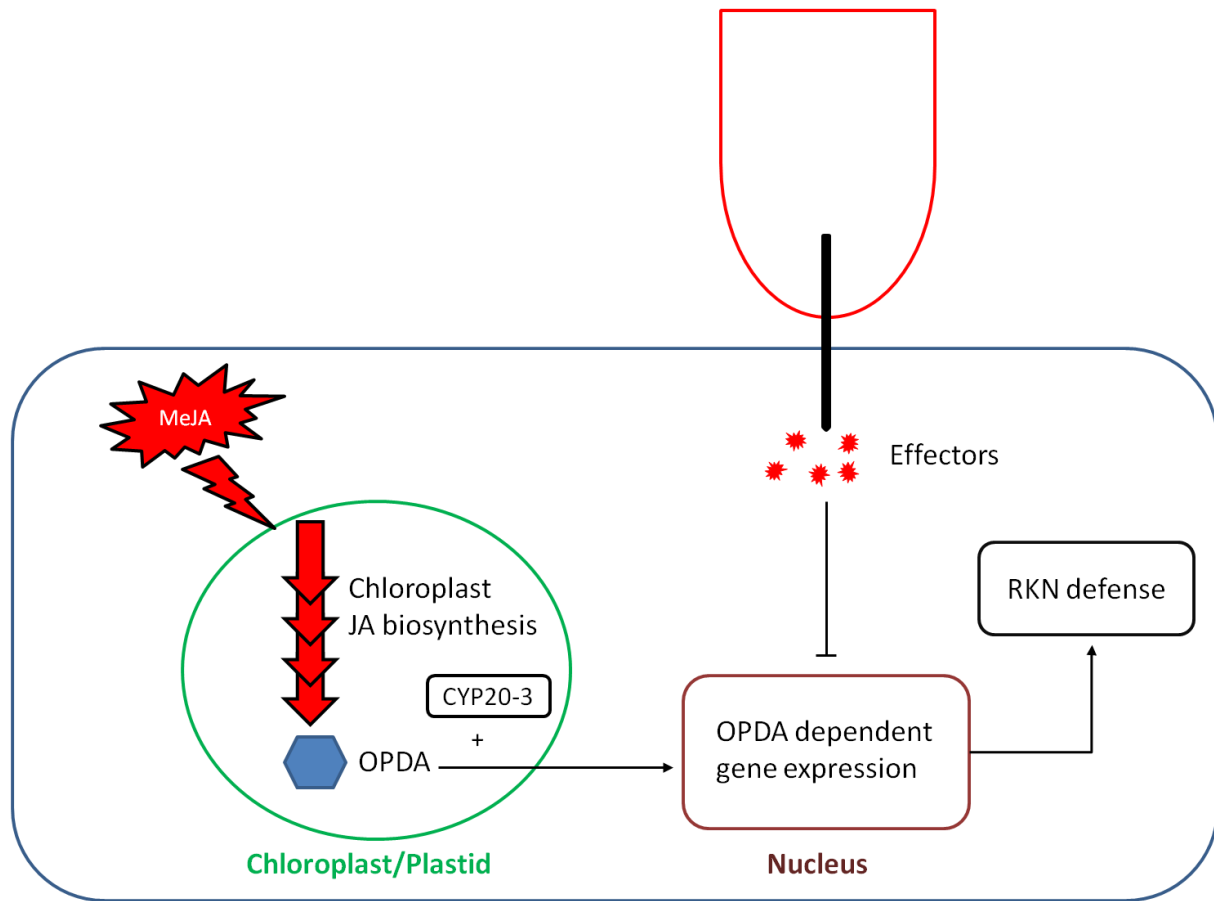 MeJA
Effectors
Chloroplast
JA biosynthesis
RKN defense
CYP20-3
+
OPDA
OPDA dependent
gene expression
Chloroplast/Plastid
Nucleus